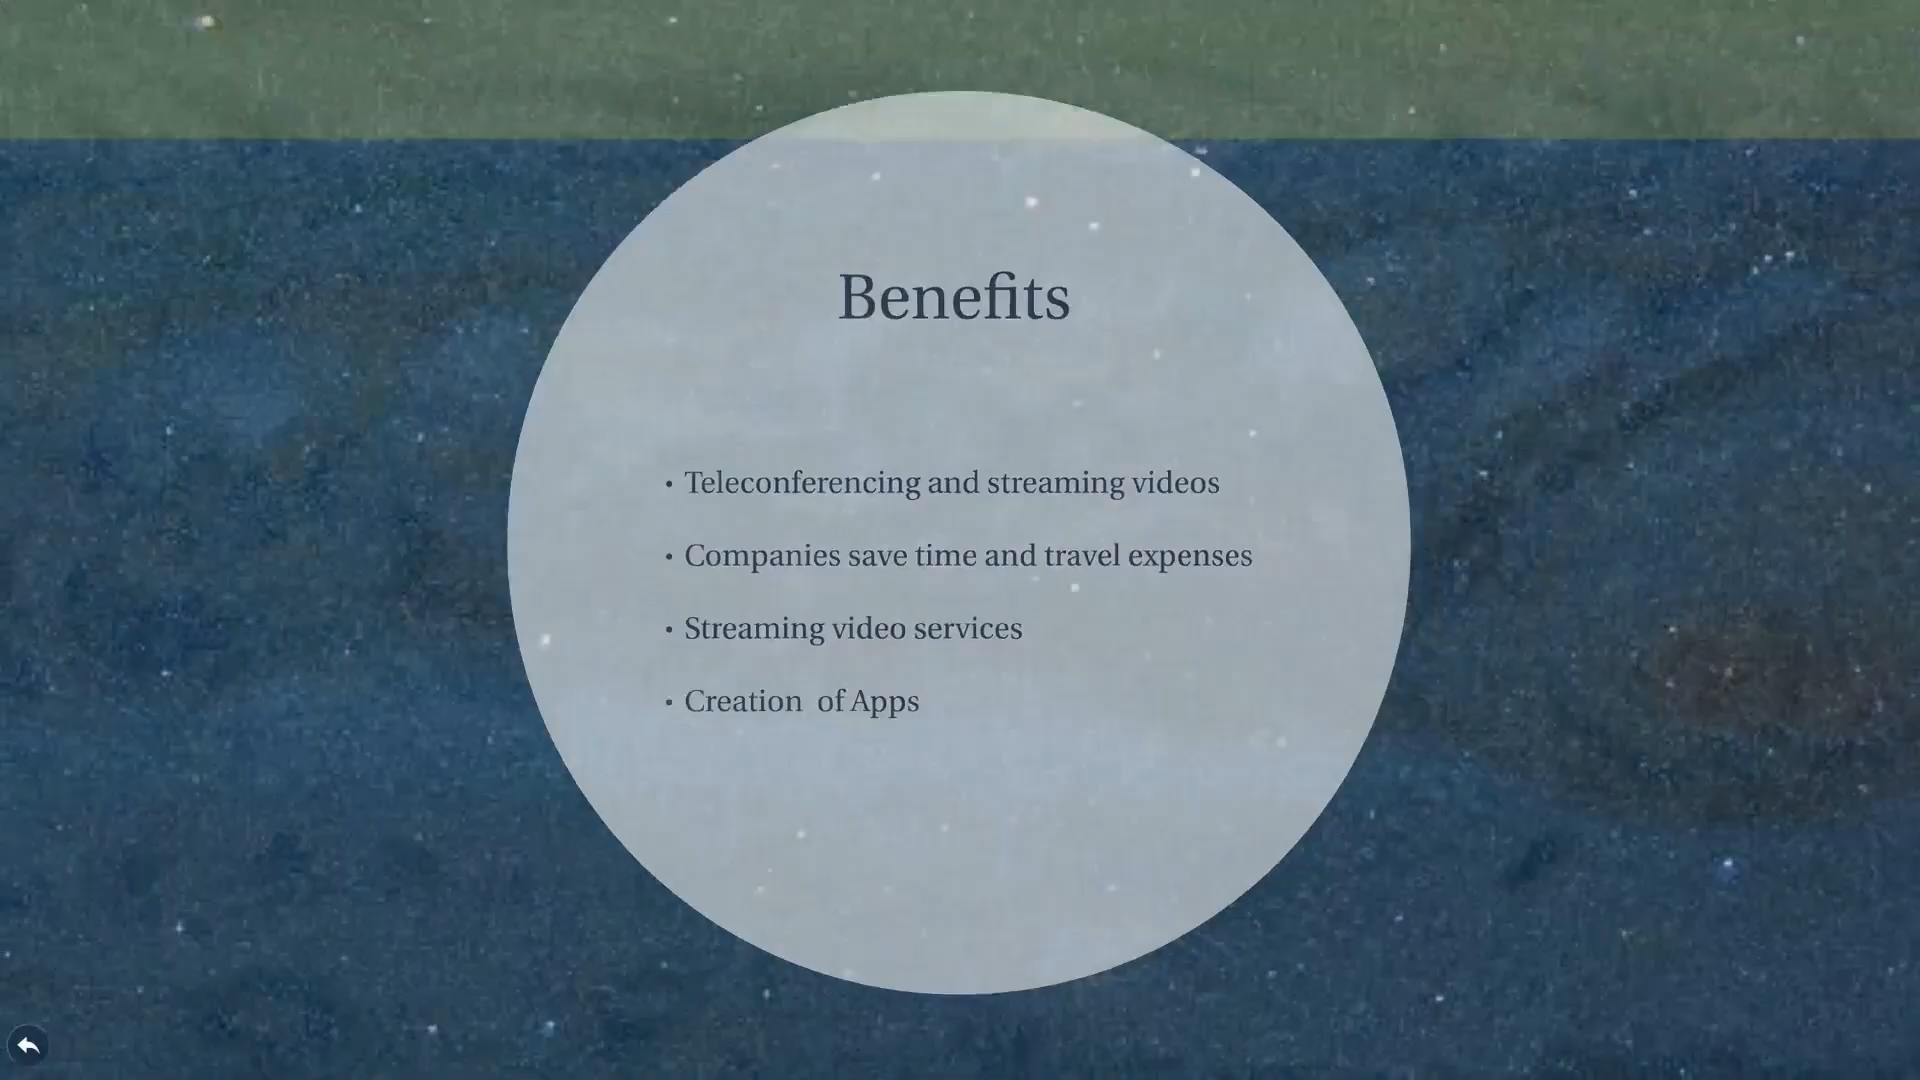 Benefits
• Teleconferencing and streaming videos
• Companies save time and travel expenses
• Streaming video services
• Creation  of Apps